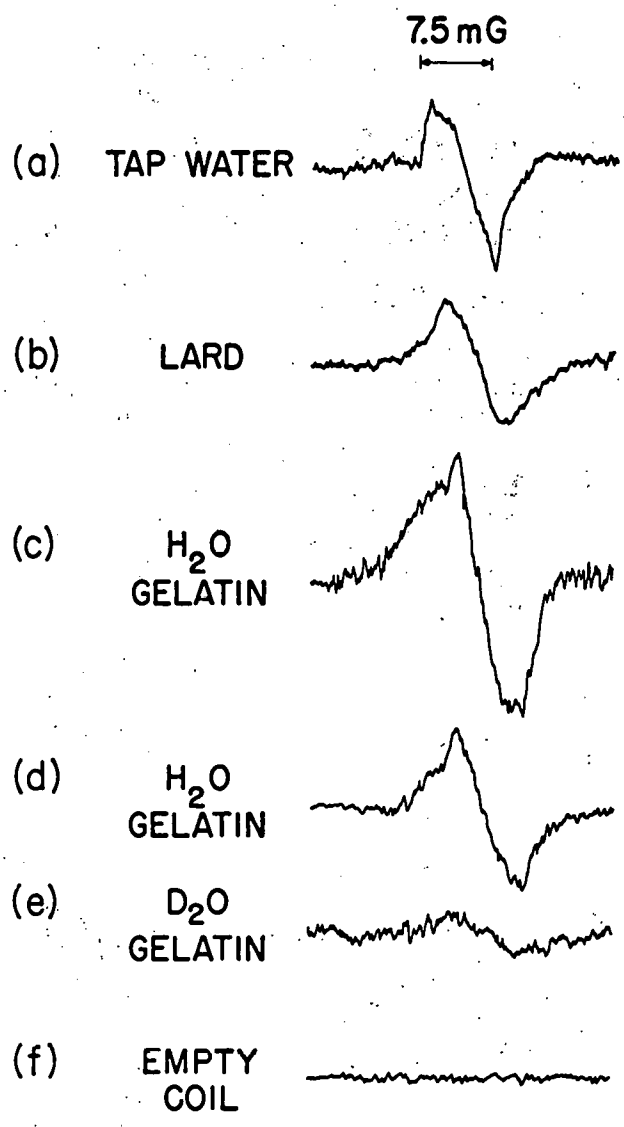 7.5 mG
(a) TAP WATER
(b) LARD
(c) H2O
GELATIN
(d) H2O
GELATIN
(e) D2O
GELATIN
(f) EMPTY
COIL